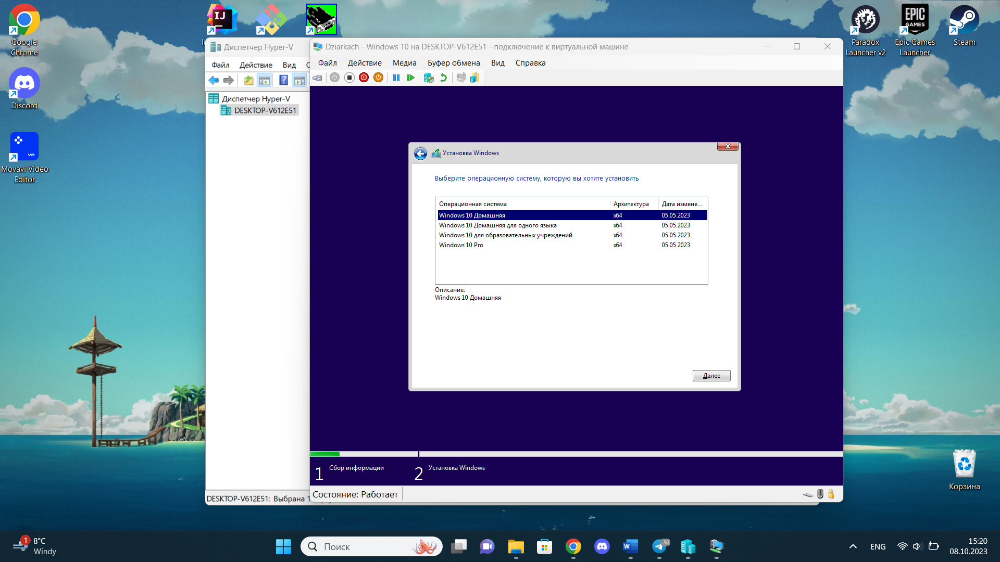 Google
Chrome
Discord
Movavi Video
Editor
ve
IJ
Paradox
Launcher v2
EPIC
GAMES
Epic Games
Launcher
Steam
Диспетчер Hyper-V
Файл Действие Вид
Диспетчер Hyper-V
DESKTOP-V612E51
DESKTOP-V612E51: Выбрана 1
Dziarkach - Windows 10 на DESKTOP-V612E51 - подключение к виртуальной машине
Файл Действие Медиа Буфер обмена Вид Справка
Установка Windows
Выберите операционную систему, которую вы хотите установить
Операционная система Архитектура Дата измене...
Windows 10 Домашняя x64 05.05.2023
Windows 10 Домашняя для одного языка x64 05.05.2023
Windows 10 для образовательных учреждений x64 05.05.2023
Windows 10 Pro x64 05.05.2023
Описание:
Windows 10 Домашняя
Далее
1 Сбор информации 2 Установка Windows
Состояние: Работает
Корзина
1 8°C
Windy
Поиск
92
ENG
15:20
08.10.2023